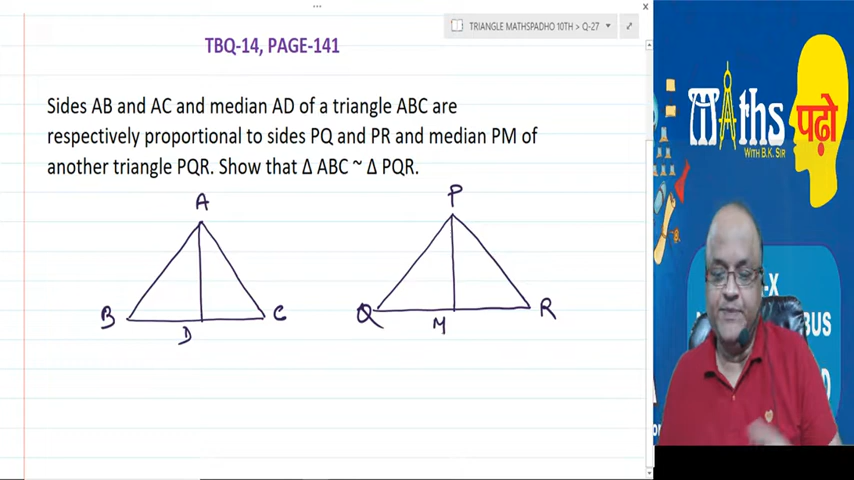 TRIANGLE MATHSPADHO 10TH > Q-27
TBQ-14, PAGE-141
Sides AB and AC and median AD of a triangle ABC are
respectively proportional to sides PQ and PR and median PM of
another triangle PQR. Show that Δ ABC ~ Δ PQR.
A
P
B
D
C
Q
M
R
Maths
पढ़ो
WITH B.K. SIR
-X
BUS